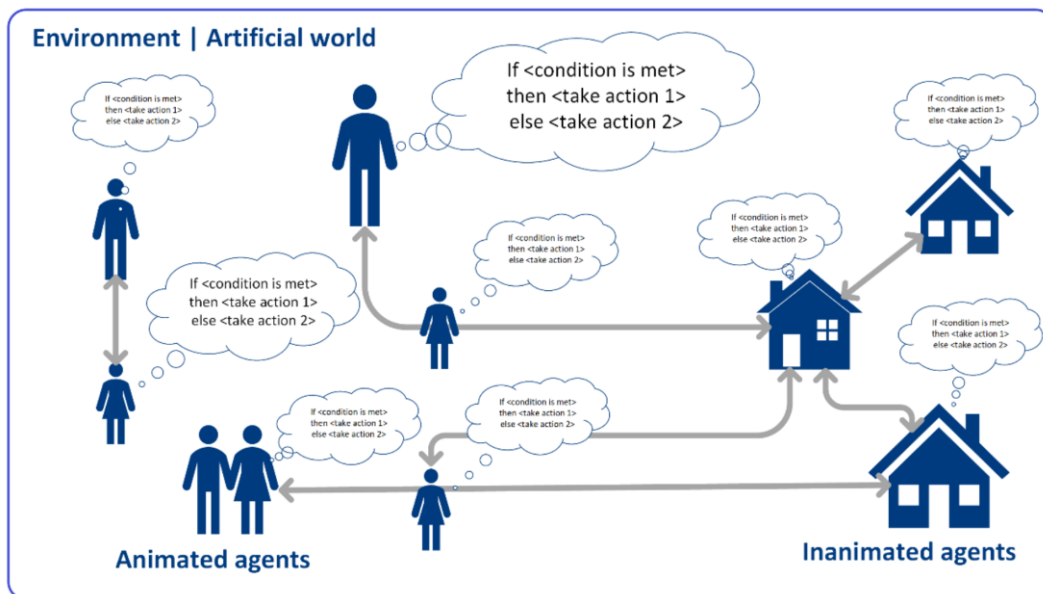 Environment | Artificial world
If <condition is met>
then <take action 1>
else <take action 2>
If <condition is met>
then <take action 1>
else <take action 2>
If <condition is met>
then <take action 1>
else <take action 2>
If <condition is met>
then <take action 1>
else <take action 2>
If <condition is met>
then <take action 1>
else <take action 2>
If <condition is met>
then <take action 1>
else <take action 2>
If <condition is met>
then <take action 1>
else <take action 2>
If <condition is met>
then <take action 1>
else <take action 2>
If <condition is met>
then <take action 1>
else <take action 2>
Animated agents
Inanimated agents